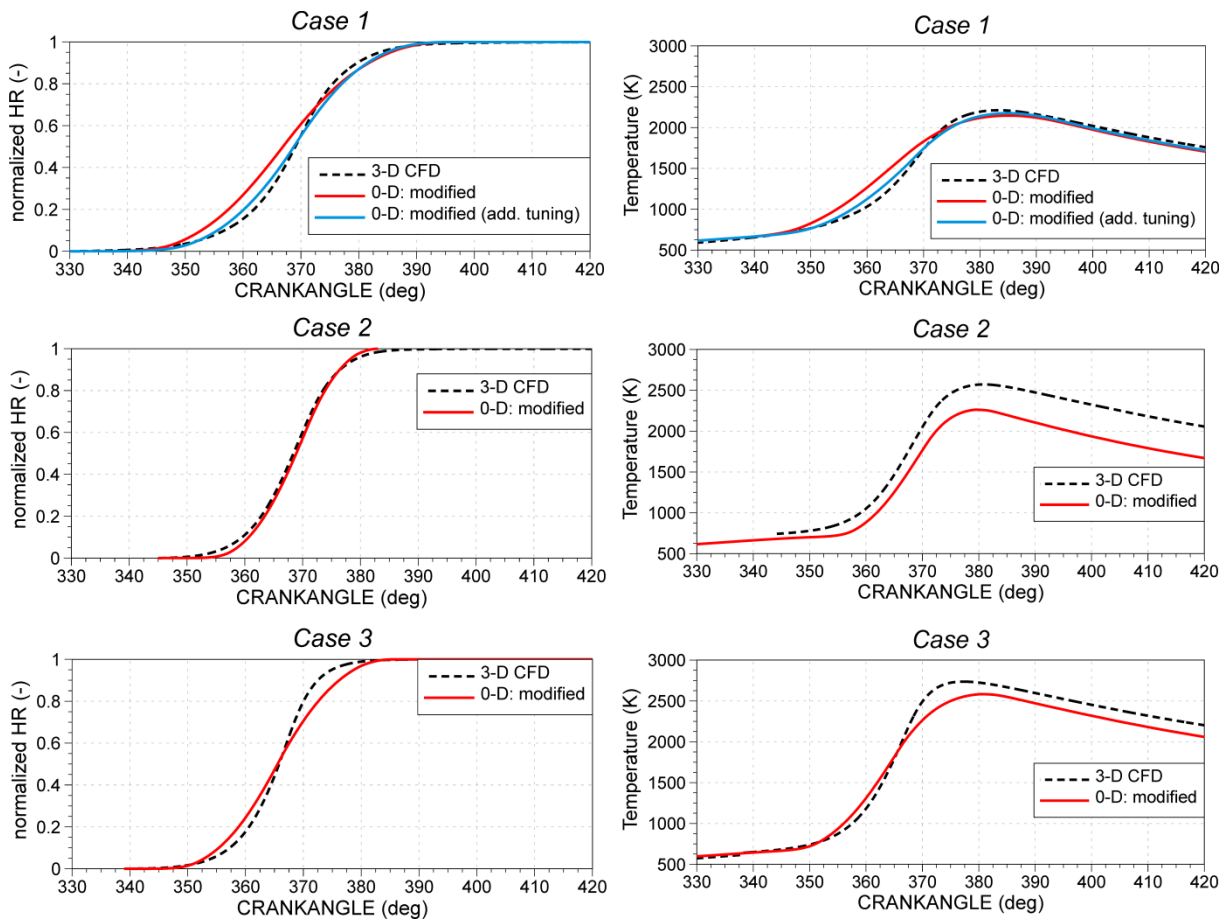 Case 1
normalized HR (-)
1
0.8
0.6
0.4
0.2
0
3-D CFD
0-D: modified
0-D: modified (add. tuning)
330 340 350 360 370 380 390 400 410 420
CRANKANGLE (deg)
Case 1
Temperature (K)
3000
2500
2000
1500
1000
500
3-D CFD
0-D: modified
0-D: modified (add. tuning)
330 340 350 360 370 380 390 400 410 420
CRANKANGLE (deg)
Case 2
normalized HR (-)
1
0.8
0.6
0.4
0.2
0
3-D CFD
0-D: modified
330 340 350 360 370 380 390 400 410 420
CRANKANGLE (deg)
Case 2
Temperature (K)
3000
2500
2000
1500
1000
500
3-D CFD
0-D: modified
330 340 350 360 370 380 390 400 410 420
CRANKANGLE (deg)
Case 3
normalized HR (-)
1
0.8
0.6
0.4
0.2
0
3-D CFD
0-D: modified
330 340 350 360 370 380 390 400 410 420
CRANKANGLE (deg)
Case 3
Temperature (K)
3000
2500
2000
1500
1000
500
3-D CFD
0-D: modified
330 340 350 360 370 380 390 400 410 420
CRANKANGLE (deg)